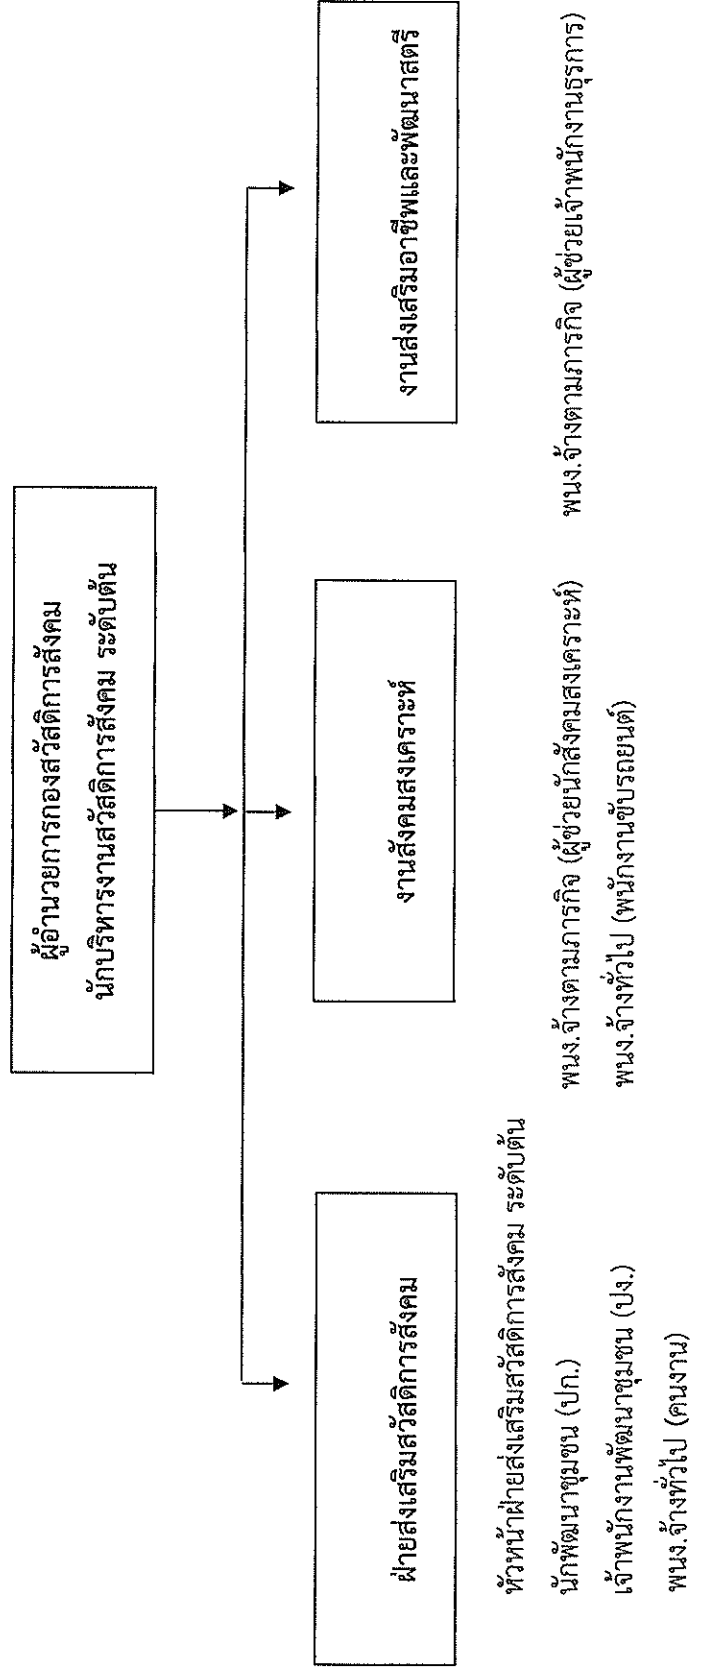 ผู้อำนวยการกองสวัสดิการสังคม
นักบริหารงานสวัสดิการสังคม ระดับต้น
ฝ่ายส่งเสริมสวัสดิการสังคม
หัวหน้าฝ่ายส่งเสริมสวัสดิการสังคม ระดับต้น
นักพัฒนาชุมชน (ปก.)
เจ้าพนักงานพัฒนาชุมชน (ปง.)
พนง.จ้างทั่วไป (คนงาน)
งานสังคมสงเคราะห์
พนง.จ้างตามภารกิจ (ผู้ช่วยนักสังคมสงเคราะห์)
พนง.จ้างทั่วไป (พนักงานขับรถยนต์)
งานส่งเสริมอาชีพและพัฒนาสตรี
พนง.จ้างตามภารกิจ (ผู้ช่วยเจ้าพนักงานธุรการ)